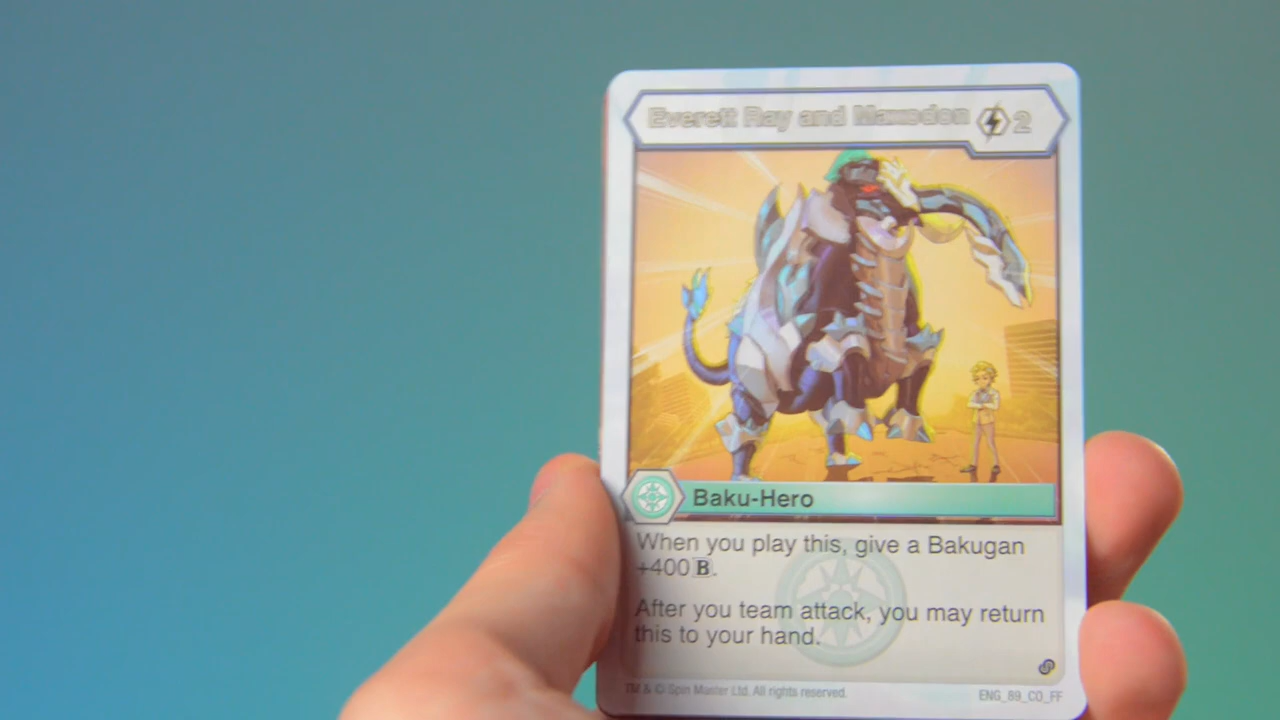 Everett Ray and Maxodon 2
Baku-Hero
When you play this, give a Bakugan
+400 B.
After you team attack, you may return
this to your hand.
TM & © Spin Master Ltd. All rights reserved.
ENG_89_CO_FF